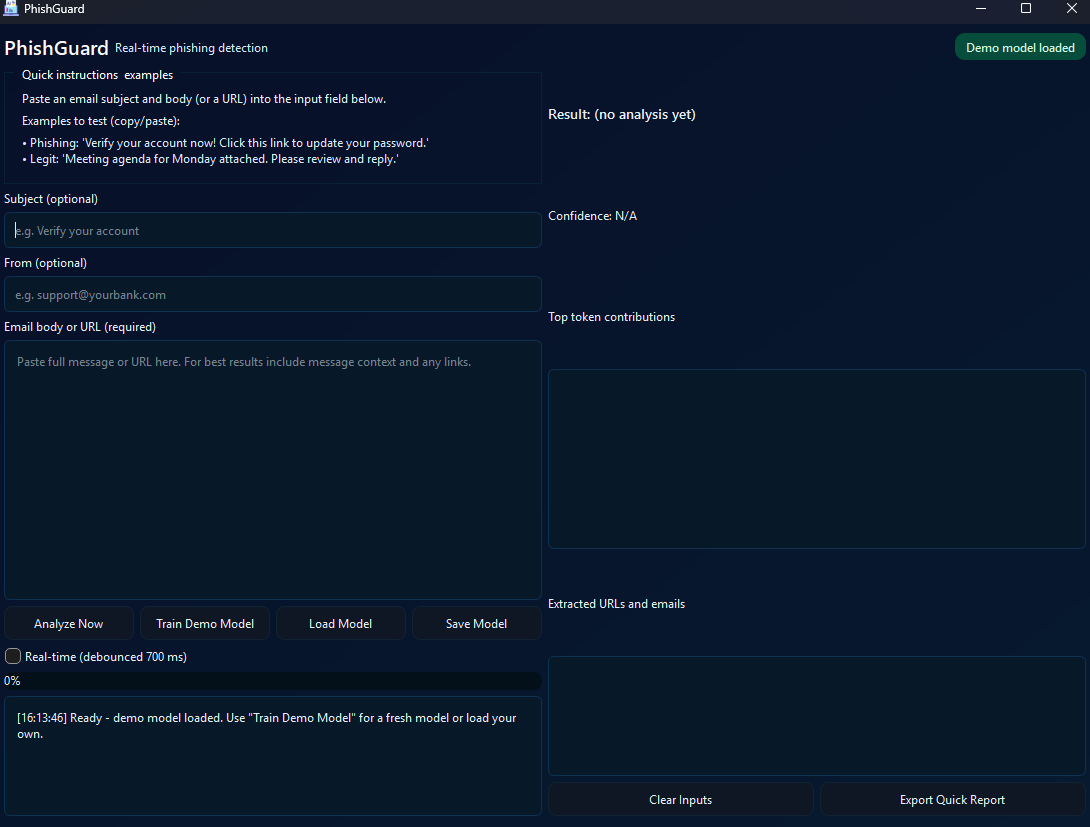 PhishGuard
PhishGuard Real-time phishing detection
Demo model loaded
Quick instructions  examples
Paste an email subject and body (or a URL) into the input field below.
Examples to test (copy/paste):
• Phishing: 'Verify your account now! Click this link to update your password.'
• Legit: 'Meeting agenda for Monday attached. Please review and reply.'
Subject (optional)
e.g. Verify your account
From (optional)
e.g. support@yourbank.com
Email body or URL (required)
Paste full message or URL here. For best results include message context and any links.
Analyze Now
Train Demo Model
Load Model
Save Model
Real-time (debounced 700 ms)
0%
[16:13:46] Ready - demo model loaded. Use "Train Demo Model" for a fresh model or load your
own.
Result: (no analysis yet)
Confidence: N/A
Top token contributions
Extracted URLs and emails
Clear Inputs
Export Quick Report